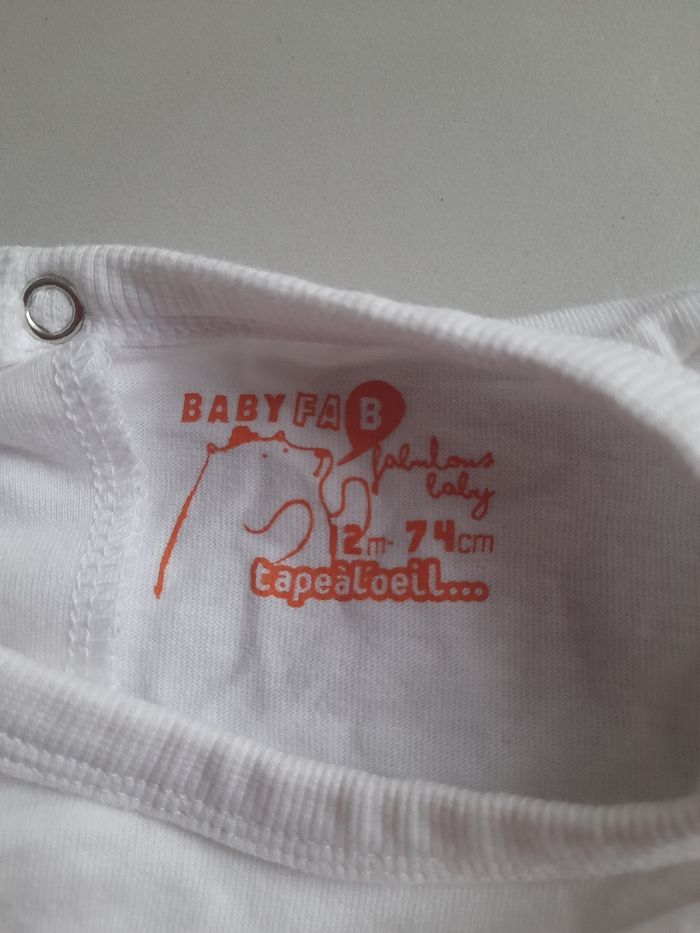 BABY FAB
fabulous
baby
12m- 74cm
tapeàl'oeil...